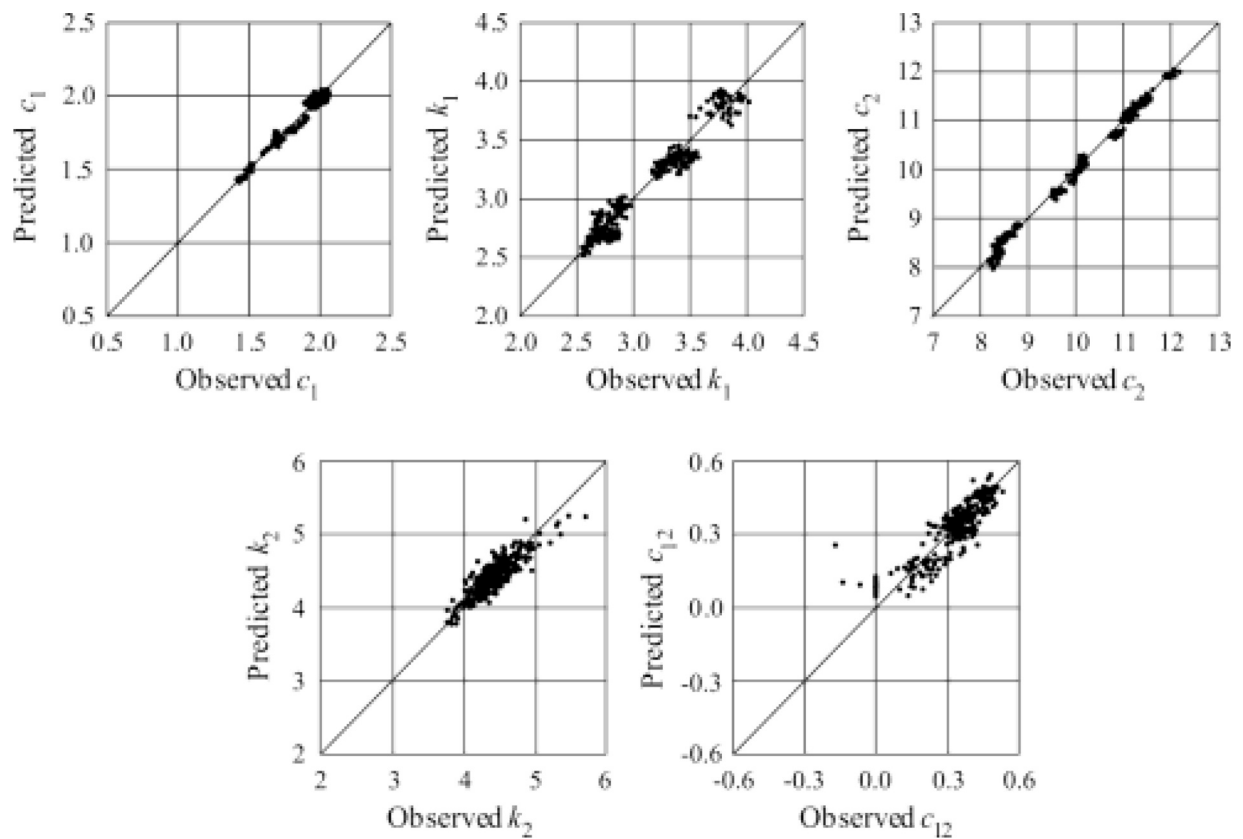 2.5
2.0
1.5
1.0
0.5
0.5 1.0 1.5 2.0 2.5
Predicted c1
Observed c1
4.5
4.0
3.5
3.0
2.5
2.0
2.0 2.5 3.0 3.5 4.0 4.5
Predicted k1
Observed k1
13
12
11
10
9
8
7
7 8 9 10 11 12 13
Predicted c2
Observed c2
6
5
4
3
2
2 3 4 5 6
Predicted k2
Observed k2
0.6
0.3
0.0
-0.3
-0.6
-0.6 -0.3 0.0 0.3 0.6
Predicted c12
Observed c12